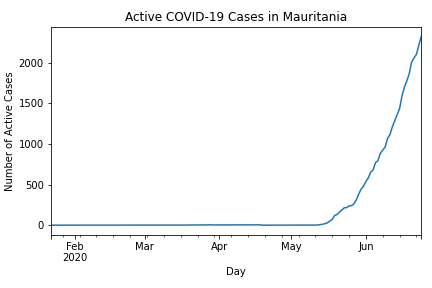 Active COVID-19 Cases in Mauritania
Number of Active Cases
2000
1500
1000
500
0
Feb Mar Apr May Jun
2020
Day